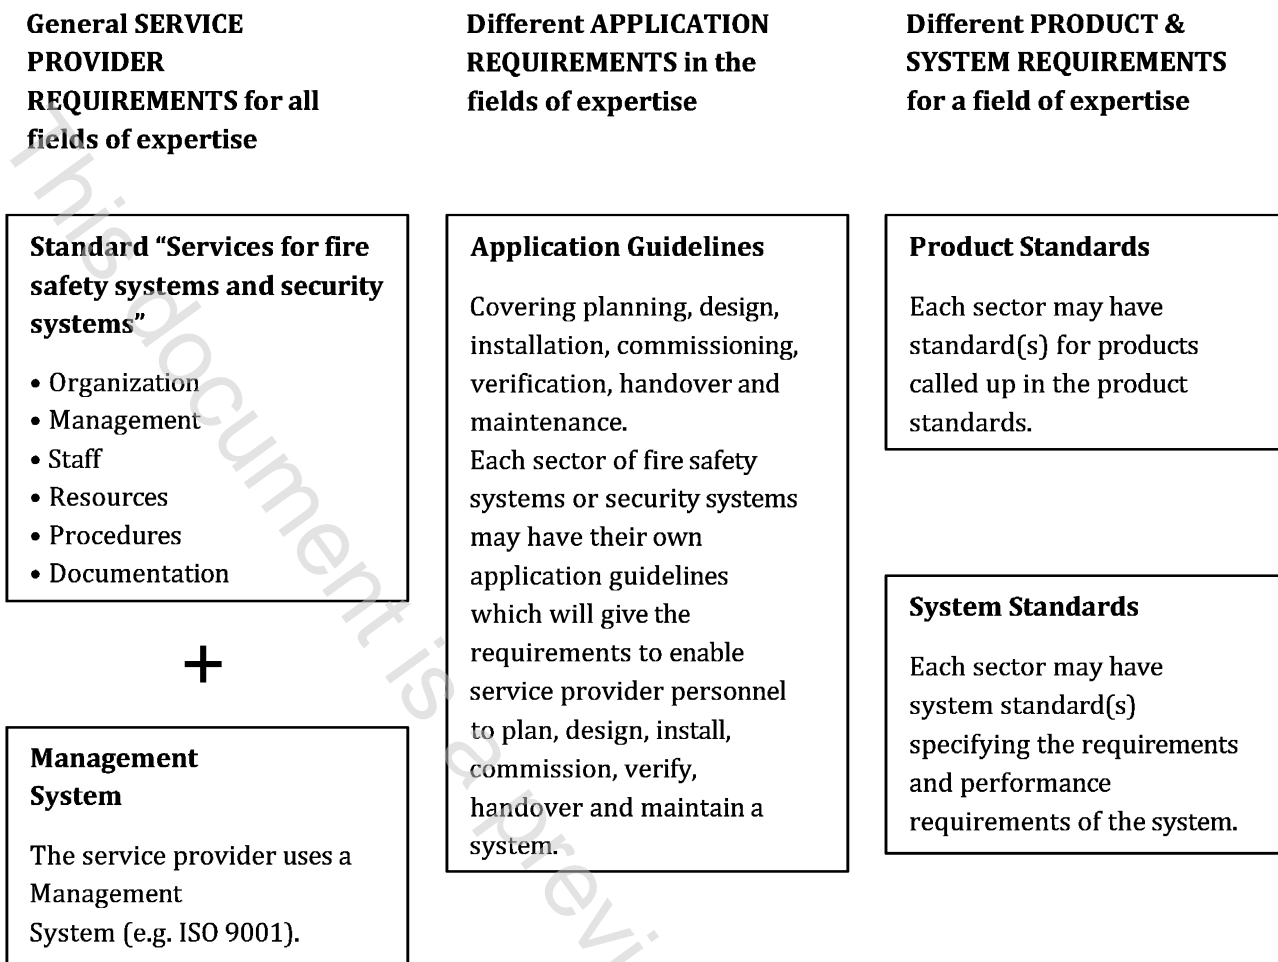 General SERVICE
PROVIDER
REQUIREMENTS for all
fields of expertise
Different APPLICATION
REQUIREMENTS in the
fields of expertise
Different PRODUCT &
SYSTEM REQUIREMENTS
for a field of expertise
Standard “Services for fire
safety systems and security
systems”
• Organization
• Management
• Staff
• Resources
• Procedures
• Documentation
+
Management
System
The service provider uses a
Management
System (e.g. ISO 9001).
Application Guidelines
Covering planning, design,
installation, commissioning,
verification, handover and
maintenance.
Each sector of fire safety
systems or security systems
may have their own
application guidelines
which will give the
requirements to enable
service provider personnel
to plan, design, install,
commission, verify,
handover and maintain a
system.
Product Standards
Each sector may have
standard(s) for products
called up in the product
standards.
System Standards
Each sector may have
system standard(s)
specifying the requirements
and performance
requirements of the system.
This document is a previ